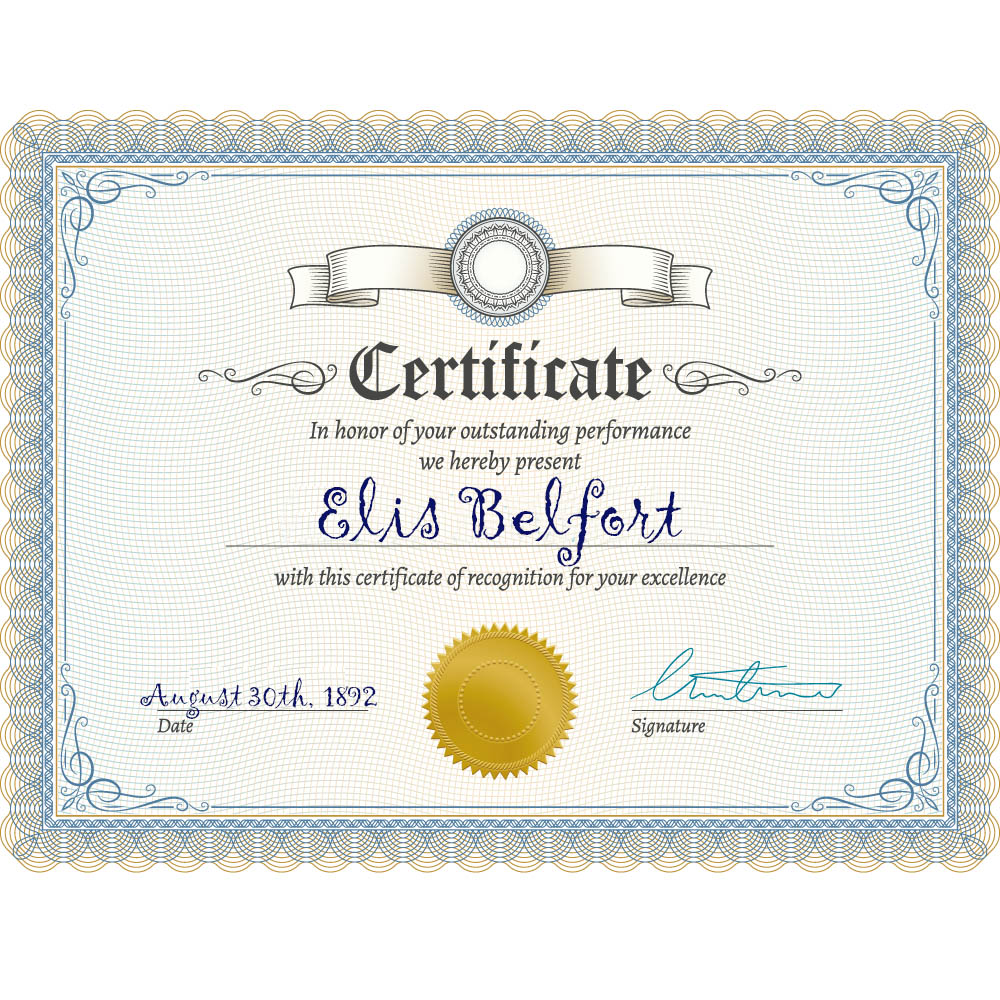 Certificate
In honor of your outstanding performance
we hereby present
Elis Belfort
with this certificate of recognition for your excellence
August 30th, 1892
Date
Signature